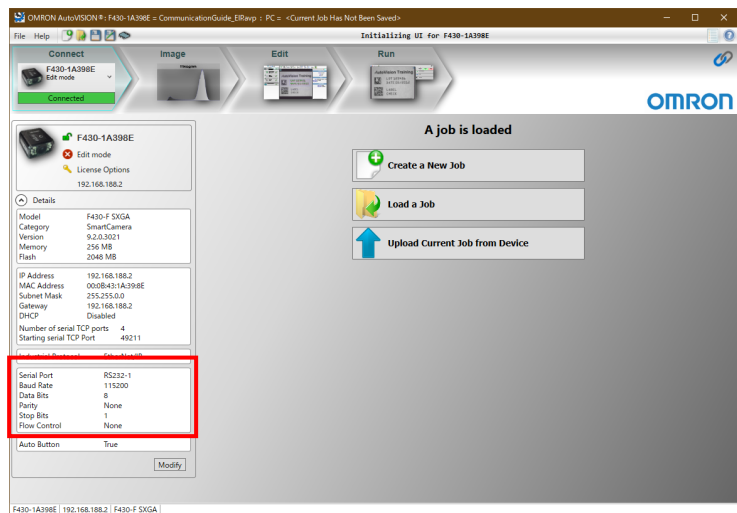 OMRON AutoVISION®: F430-1A398E = CommunicationGuide_EIRavp : PC = <Current Job Has Not Been Saved>
File Help
Initializing UI for F430-1A398E
Connect
Image
Edit
Run
F430-1A398E
Edit mode
Connected
OMRON
F430-1A398E
Edit mode
License Options
192.168.188.2
Details
Model F430-F SXGA
Category SmartCamera
Version 9.2.0.3021
Memory 256 MB
Flash 2048 MB
IP Address 192.168.188.2
MAC Address 00:0B:43:1A:39:8E
Subnet Mask 255.255.0.0
Gateway 192.168.188.2
DHCP Disabled
Number of serial TCP ports 4
Starting serial TCP Port 49211
Industrial Protocol EtherNet/IP
Serial Port RS232-1
Baud Rate 115200
Data Bits 8
Parity None
Stop Bits 1
Flow Control None
Auto Button True
Modify
A job is loaded
Create a New Job
Load a Job
Upload Current Job from Device
F430-1A398E 192.168.188.2 F430-F SXGA